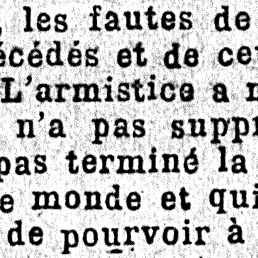 , les fautes de
écédés et de ce
L'armistice a
n'a pas supp
pas terminé la
e monde et qui
de pourvoir à